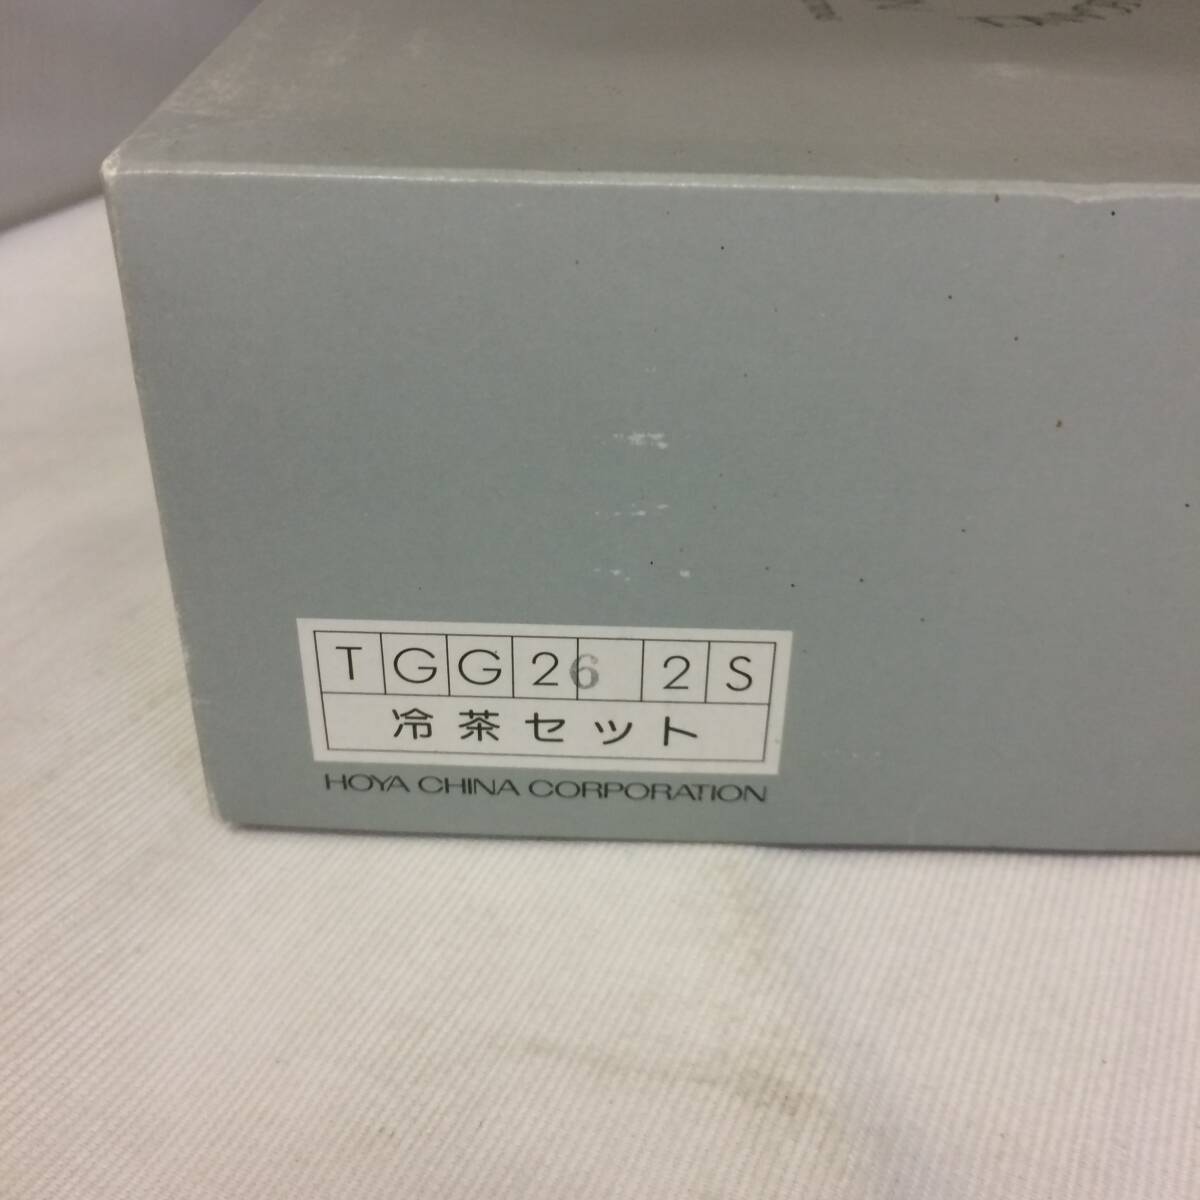 TGG26 2S
冷茶セット
HOYA CHINA CORPORATION